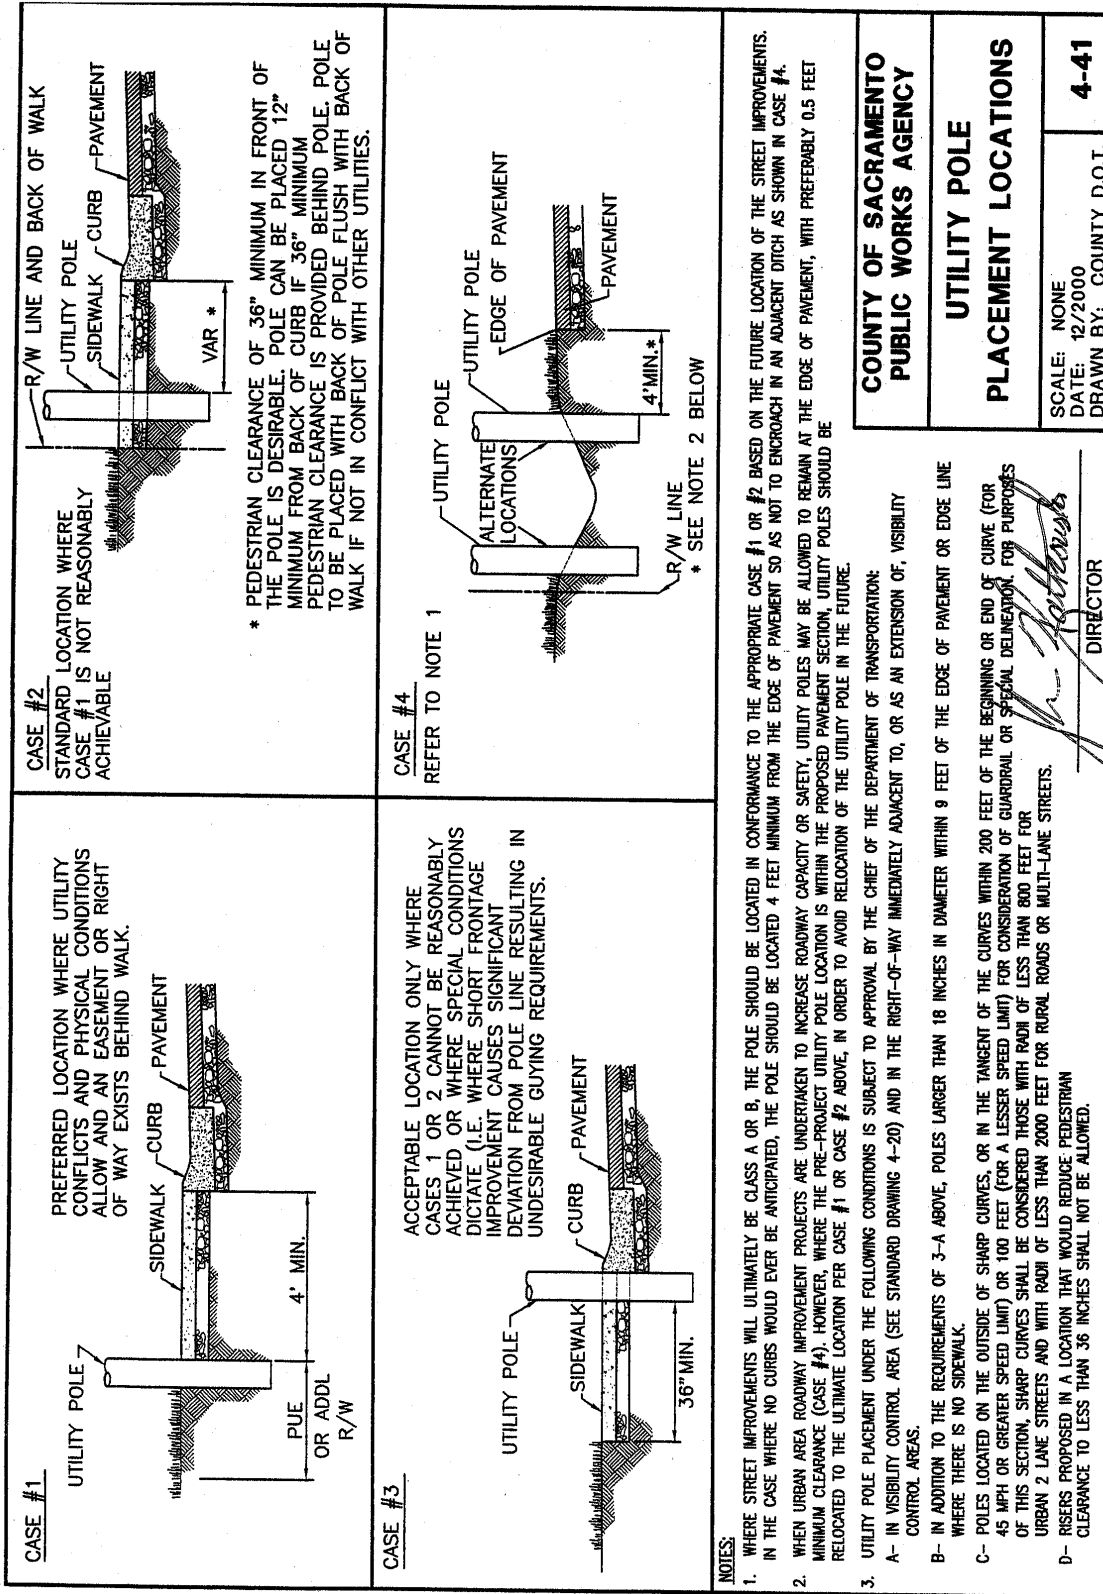 CASE #1
PREFERRED LOCATION WHERE UTILITY
CONFLICTS AND PHYSICAL CONDITIONS
ALLOW AND AN EASEMENT OR RIGHT
OF WAY EXISTS BEHIND WALK.
UTILITY POLE
SIDEWALK
CURB
PAVEMENT
PUE
OR ADDL
R/W
4' MIN.
CASE #2
STANDARD LOCATION WHERE
CASE #1 IS NOT REASONABLY
ACHIEVABLE
R/W LINE AND BACK OF WALK
UTILITY POLE
SIDEWALK
CURB
PAVEMENT
VAR *
* PEDESTRIAN CLEARANCE OF 36" MINIMUM IN FRONT OF
THE POLE IS DESIRABLE. POLE CAN BE PLACED 12"
MINIMUM FROM BACK OF CURB IF 36" MINIMUM
PEDESTRIAN CLEARANCE IS PROVIDED BEHIND POLE. POLE
TO BE PLACED WITH BACK OF POLE FLUSH WITH BACK OF
WALK IF NOT IN CONFLICT WITH OTHER UTILITIES.
CASE #3
ACCEPTABLE LOCATION ONLY WHERE
CASES 1 OR 2 CANNOT BE REASONABLY
ACHIEVED OR WHERE SPECIAL CONDITIONS
DICTATE (I.E. WHERE SHORT FRONTAGE
IMPROVEMENT CAUSES SIGNIFICANT
DEVIATION FROM POLE LINE RESULTING IN
UNDESIRABLE GUYING REQUIREMENTS.
UTILITY POLE
SIDEWALK
CURB
PAVEMENT
36"MIN.
CASE #4
REFER TO NOTE 1
UTILITY POLE
ALTERNATE
LOCATIONS
UTILITY POLE
EDGE OF PAVEMENT
PAVEMENT
4'MIN.*
R/W LINE
* SEE NOTE 2 BELOW
NOTES:
1. WHERE STREET IMPROVEMENTS WILL ULTIMATELY BE CLASS A OR B, THE POLE SHOULD BE LOCATED IN CONFORMANCE TO THE APPROPRIATE CASE #1 OR #2 BASED ON THE FUTURE LOCATION OF THE STREET IMPROVEMENTS.
IN THE CASE WHERE NO CURBS WOULD EVER BE ANTICIPATED, THE POLE SHOULD BE LOCATED 4 FEET MINIMUM FROM THE EDGE OF PAVEMENT SO AS NOT TO ENCROACH IN AN ADJACENT DITCH AS SHOWN IN CASE #4.
2. WHEN URBAN AREA ROADWAY IMPROVEMENT PROJECTS ARE UNDERTAKEN TO INCREASE ROADWAY CAPACITY OR SAFETY, UTILITY POLES MAY BE ALLOWED TO REMAIN AT THE EDGE OF PAVEMENT, WITH PREFERABLY 0.5 FEET
MINIMUM CLEARANCE (CASE #4). HOWEVER, WHERE THE PRE-PROJECT UTILITY POLE LOCATION IS WITHIN THE PROPOSED PAVEMENT SECTION, UTILITY POLES SHOULD BE
RELOCATED TO THE ULTIMATE LOCATION PER CASE #1 OR CASE #2 ABOVE, IN ORDER TO AVOID RELOCATION OF THE UTILITY POLE IN THE FUTURE.
3. UTILITY POLE PLACEMENT UNDER THE FOLLOWING CONDITIONS IS SUBJECT TO APPROVAL BY THE CHIEF OF THE DEPARTMENT OF TRANSPORTATION:
A- IN VISIBILITY CONTROL AREA (SEE STANDARD DRAWING 4-20) AND IN THE RIGHT-OF-WAY IMMEDIATELY ADJACENT TO, OR AS AN EXTENSION OF, VISIBILITY
CONTROL AREAS.
B- IN ADDITION TO THE REQUIREMENTS OF 3-A ABOVE, POLES LARGER THAN 18 INCHES IN DIAMETER WITHIN 9 FEET OF THE EDGE OF PAVEMENT OR EDGE LINE
WHERE THERE IS NO SIDEWALK.
C- POLES LOCATED ON THE OUTSIDE OF SHARP CURVES, OR IN THE TANGENT OF THE CURVES WITHIN 200 FEET OF THE BEGINNING OR END OF CURVE (FOR
45 MPH OR GREATER SPEED LIMIT) OR 100 FEET (FOR A LESSER SPEED LIMIT) FOR CONSIDERATION OF GUARDRAIL OR SPECIAL DELINEATION. FOR PURPOSES
OF THIS SECTION, SHARP CURVES SHALL BE CONSIDERED THOSE WITH RADII OF LESS THAN 800 FEET FOR
URBAN 2 LANE STREETS AND WITH RADII OF LESS THAN 2000 FEET FOR RURAL ROADS OR MULTI-LANE STREETS.
D- RISERS PROPOSED IN A LOCATION THAT WOULD REDUCE PEDESTRIAN
CLEARANCE TO LESS THAN 36 INCHES SHALL NOT BE ALLOWED.
DIRECTOR
COUNTY OF SACRAMENTO
PUBLIC WORKS AGENCY
UTILITY POLE
PLACEMENT LOCATIONS
SCALE: NONE
DATE: 12/2000
DRAWN BY: COUNTY D.O.T.
4-41